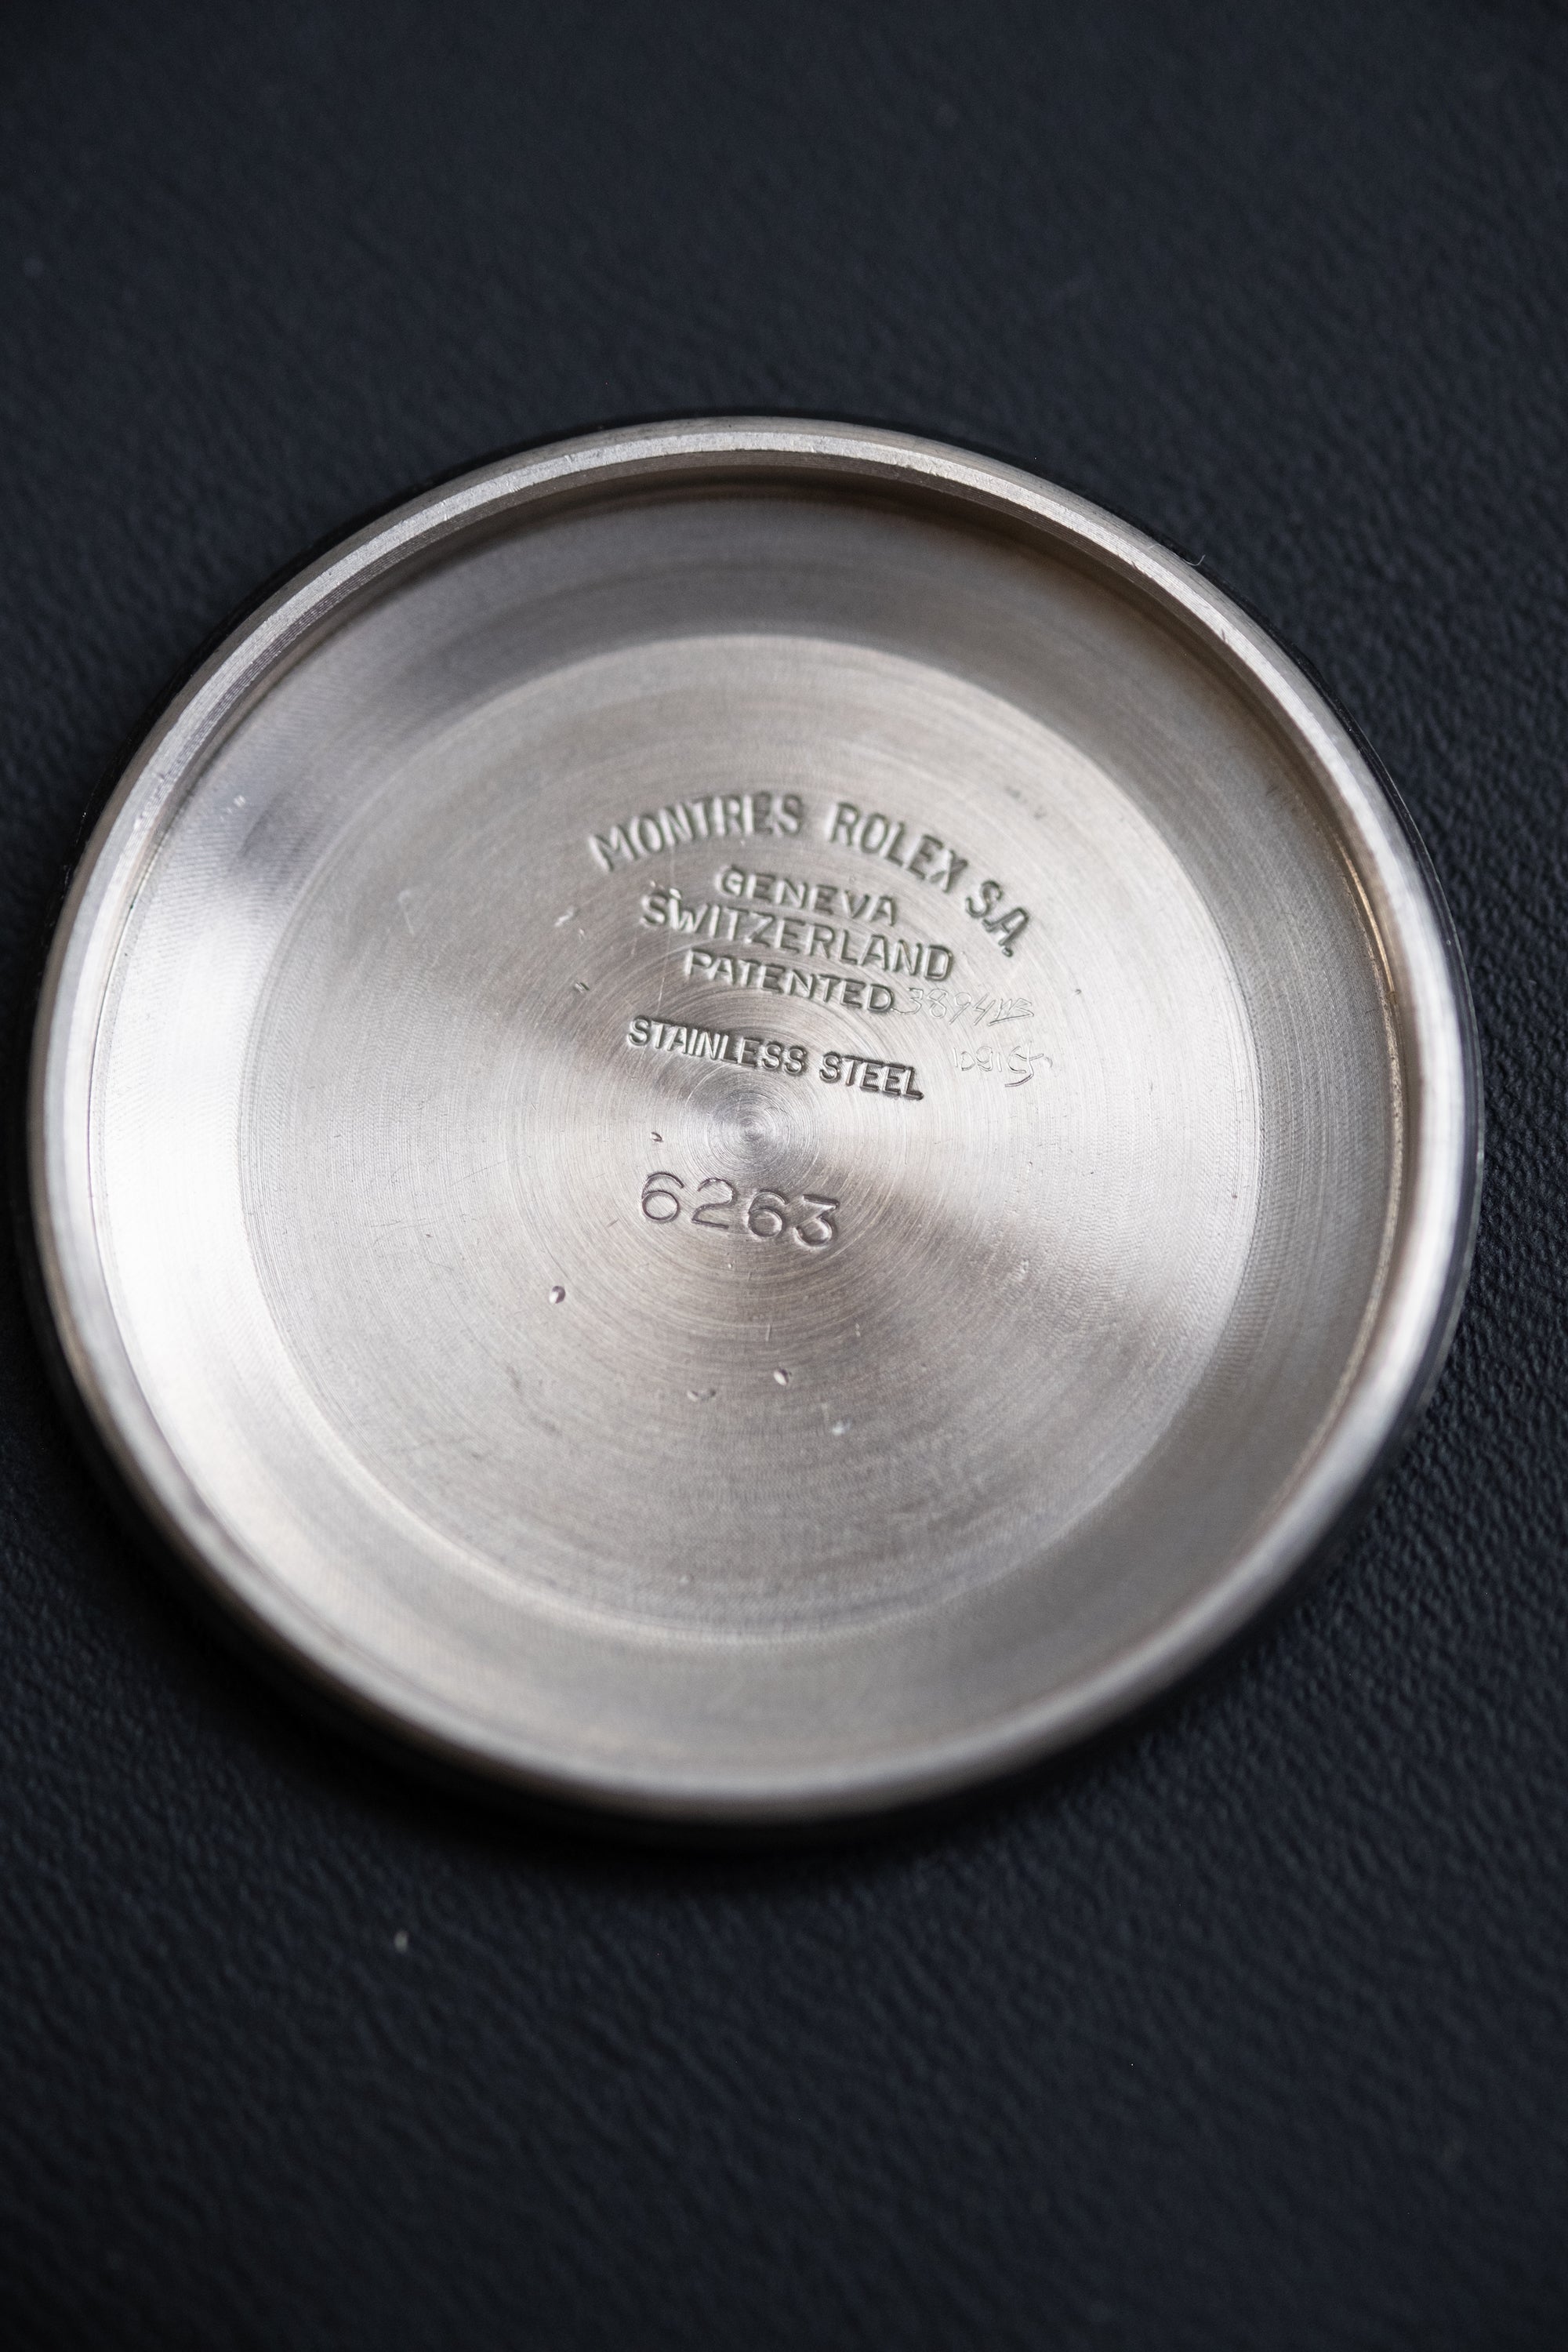 MONTRES ROLEX S.A.
GENEVA
SWITZERLAND
PATENTED
STAINLESS STEEL
6263